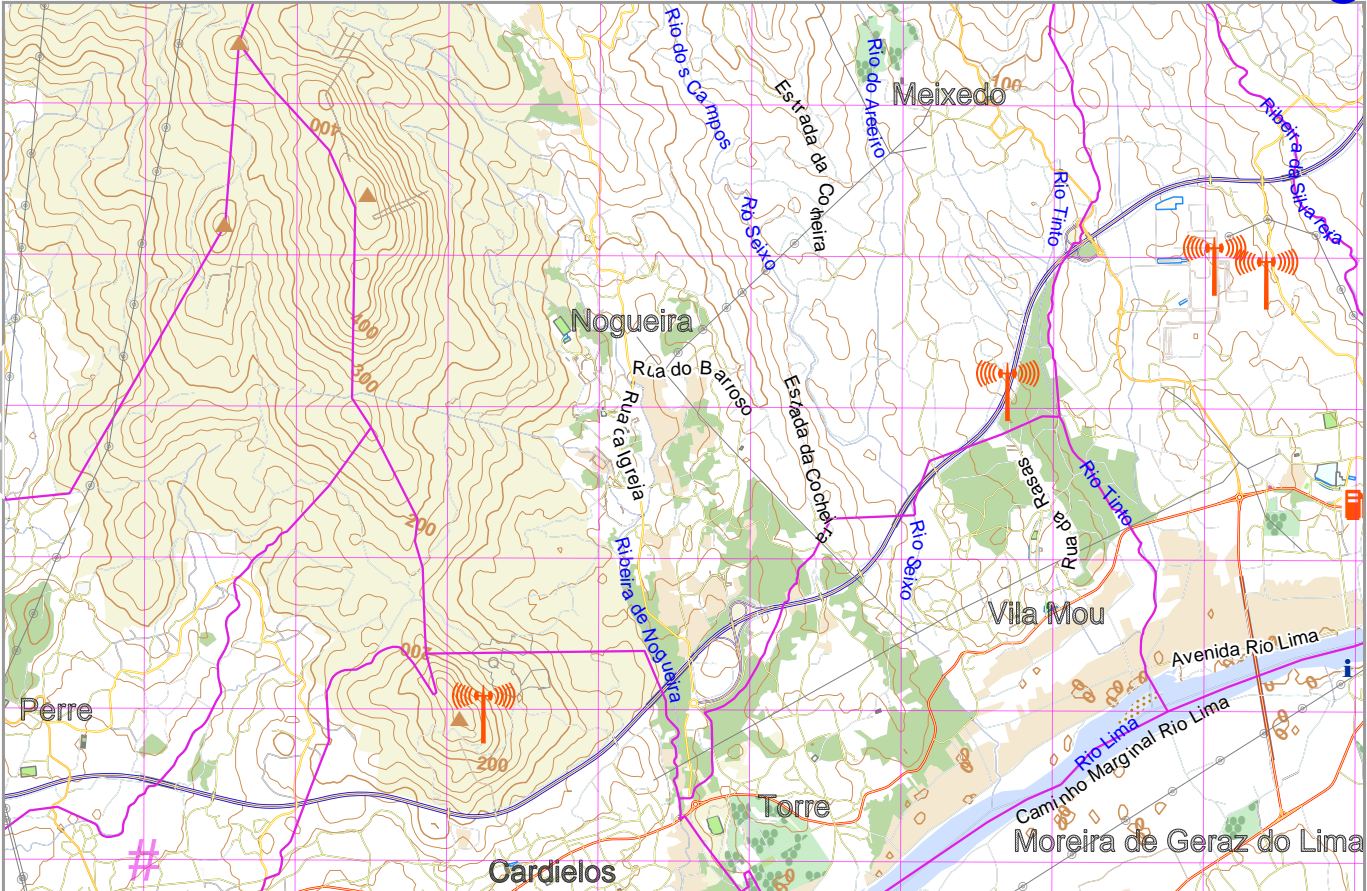 Rio dos Campos
Rio do Areeiro
Meixedo
100
Estrada da Cocheira
Ribeira da Silvareia
400
Rio Tinto
Rio Seixo
400
Nogueira
300
Rua do Barroso
Estada da Cocheira
Rua da Igreja
Rio Tinto
Rua da Rasas
200
Rio Seixo
Ribeira de Nogueira
Vila Mou
Avenida Rio Lima
200
i
Perre
Rio Lima
Caminho Marginal Rio Lima
200
Torre
Moreira de Geraz do Lima
#
Cardielos